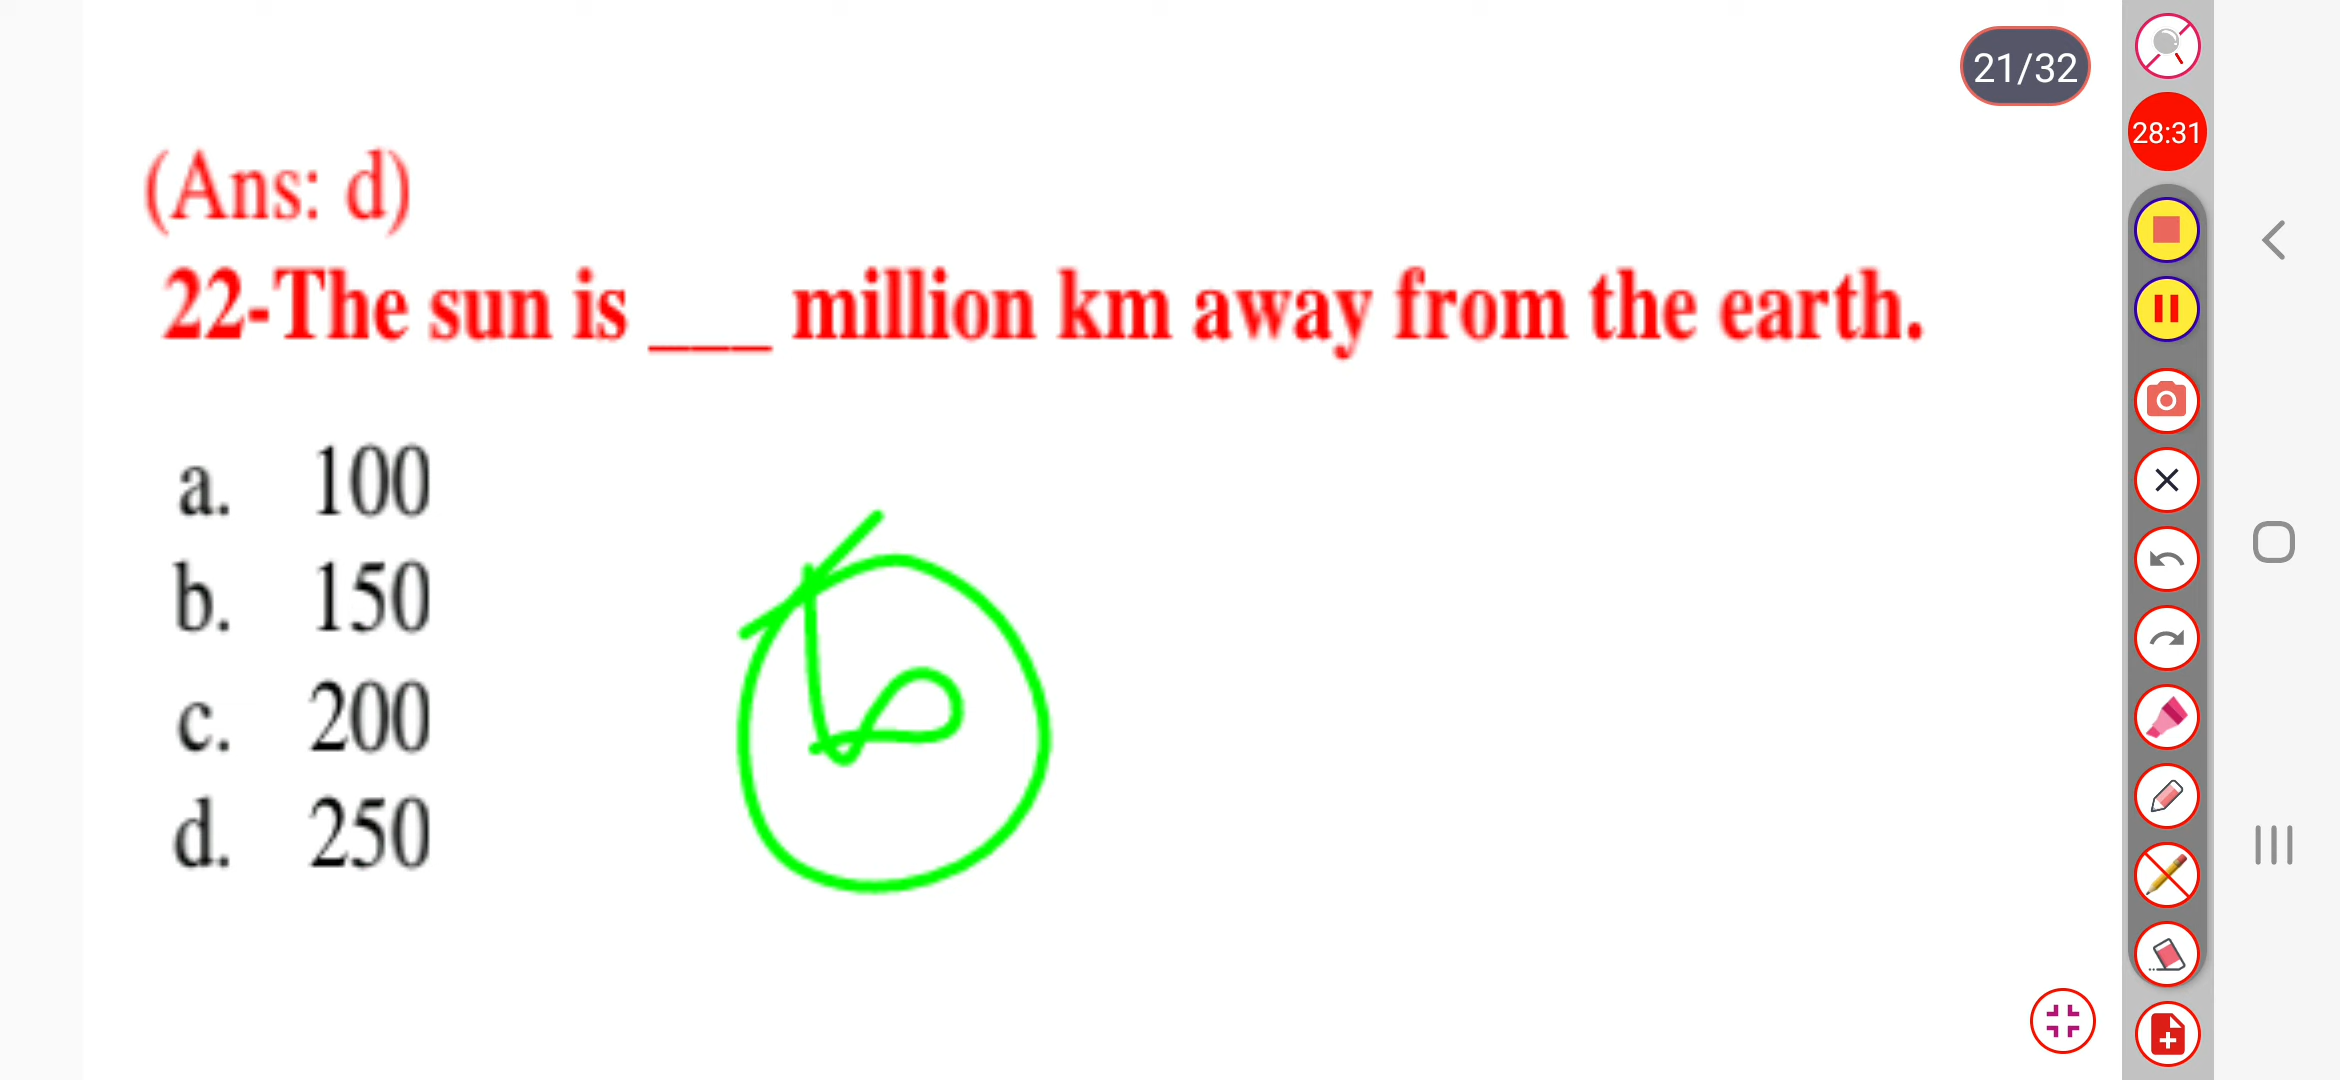 21/32
28:31
(Ans: d)
22-The sun is ___ million km away from the earth.
a. 100
b. 150
c. 200
d. 250
b